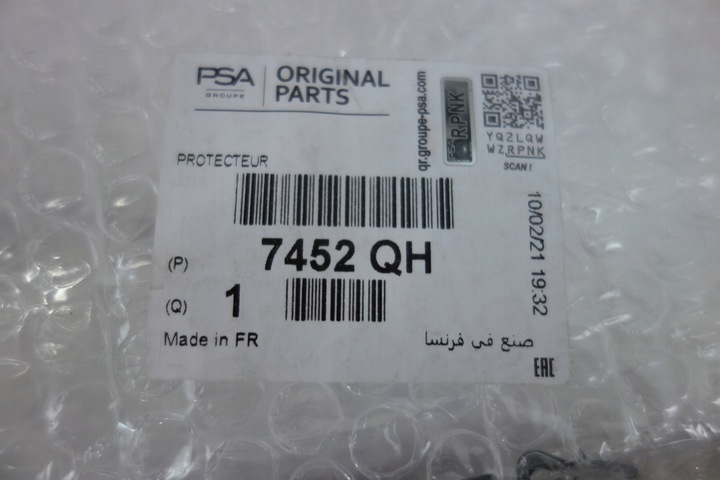 PSA GROUPE ORIGINAL PARTS
qr.groupe-psa.com
RPNK
YQZLQW
WZRPNK
SCAN !
PROTECTEUR
(P) 7452 QH
(Q) 1
10/02/21 19:32
Made in FR
صنع في فرنسا
EAC